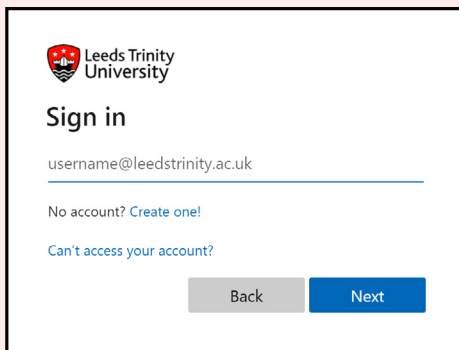 Leeds Trinity
University
Sign in
username@leedstrinity.ac.uk
No account? Create one!
Can't access your account?
Back Next